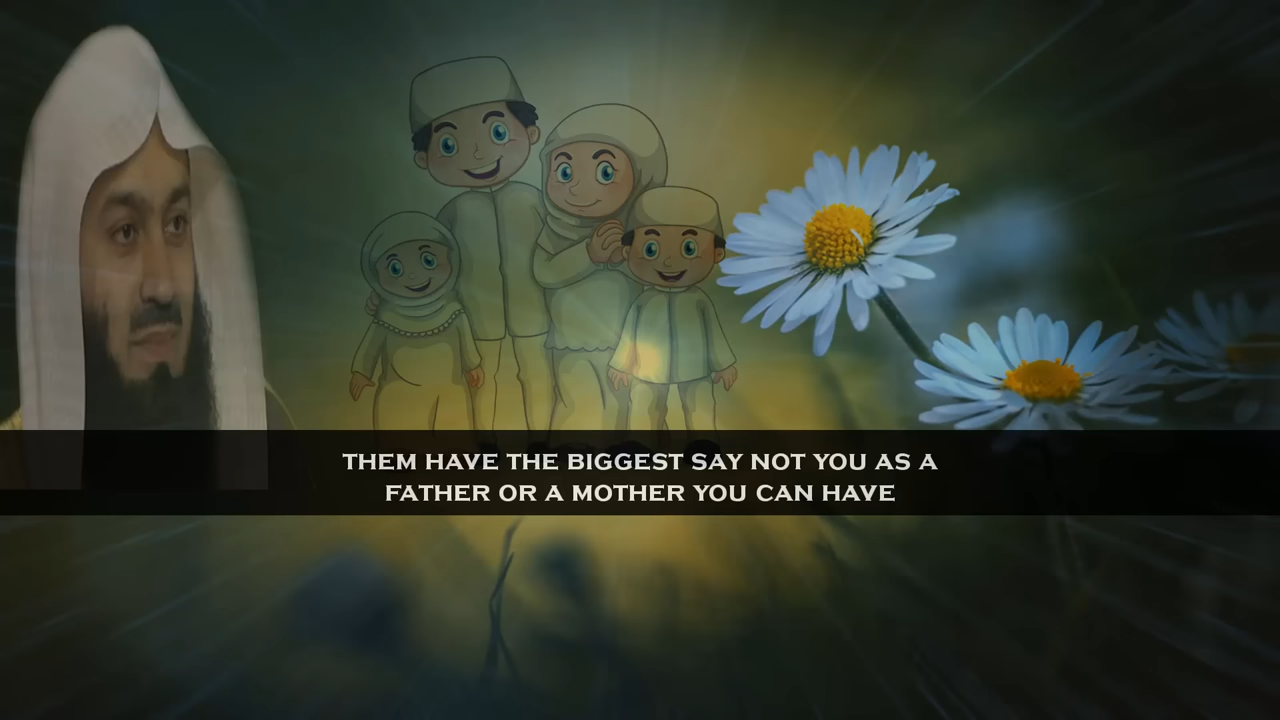 THEM HAVE THE BIGGEST SAY NOT YOU AS A
FATHER OR A MOTHER YOU CAN HAVE